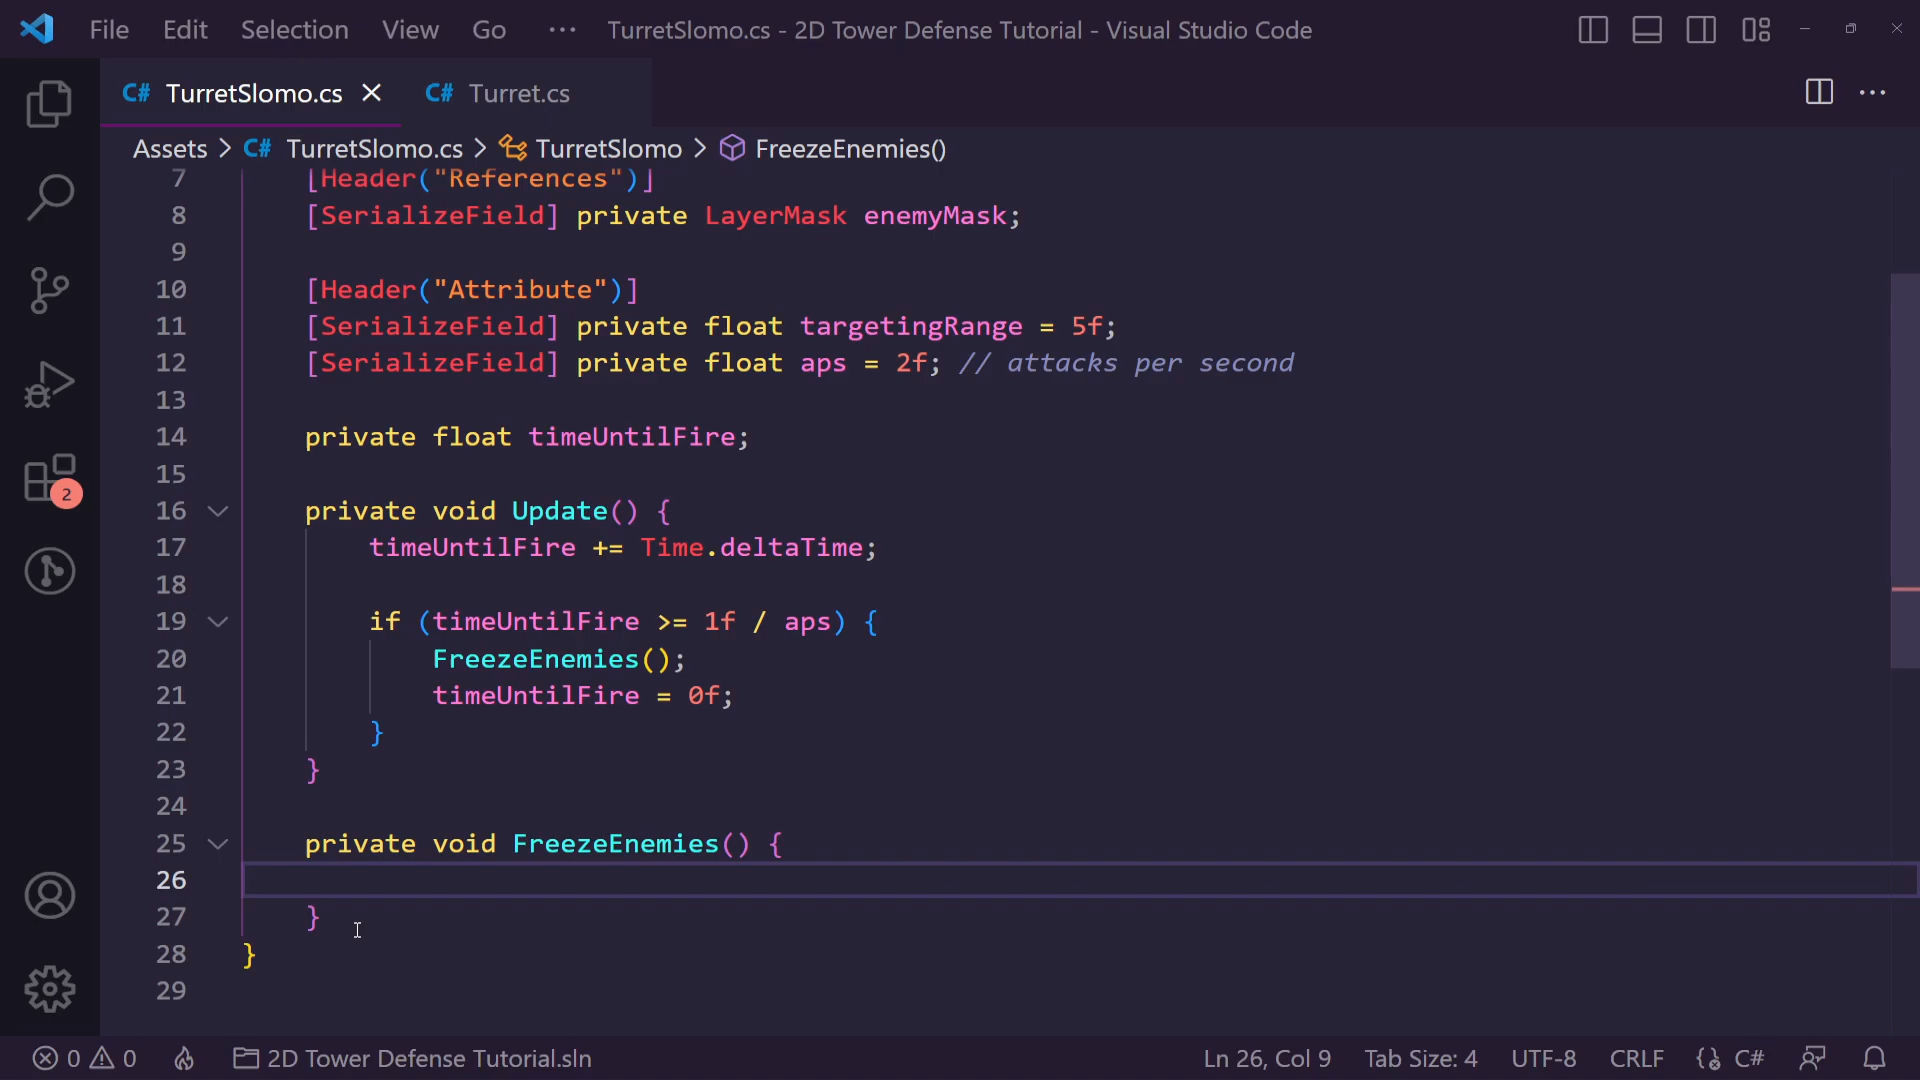 File Edit Selection View Go ··· TurretSlomo.cs - 2D Tower Defense Tutorial - Visual Studio Code
C# TurretSlomo.cs C# Turret.cs
Assets > C# TurretSlomo.cs > TurretSlomo > FreezeEnemies()
7 [Header("References")]
8 [SerializeField] private LayerMask enemyMask;
9
10 [Header("Attribute")]
11 [SerializeField] private float targetingRange = 5f;
12 [SerializeField] private float aps = 2f; // attacks per second
13
14 private float timeUntilFire;
15
16 private void Update() {
17 timeUntilFire += Time.deltaTime;
18
19 if (timeUntilFire >= 1f / aps) {
20 FreezeEnemies();
21 timeUntilFire = 0f;
22 }
23 }
24
25 private void FreezeEnemies() {
26
27 }
28 }
29
2
0 0 2D Tower Defense Tutorial.sln Ln 26, Col 9 Tab Size: 4 UTF-8 CRLF C#